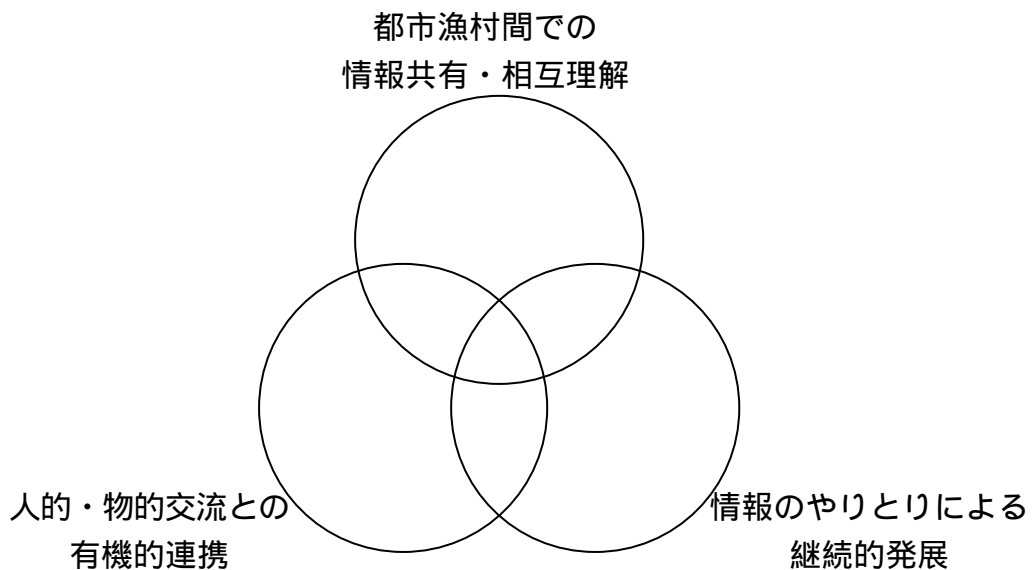 都市漁村間での
情報共有・相互理解
人的・物的交流との
有機的連携
情報のやりとりによる
継続的発展